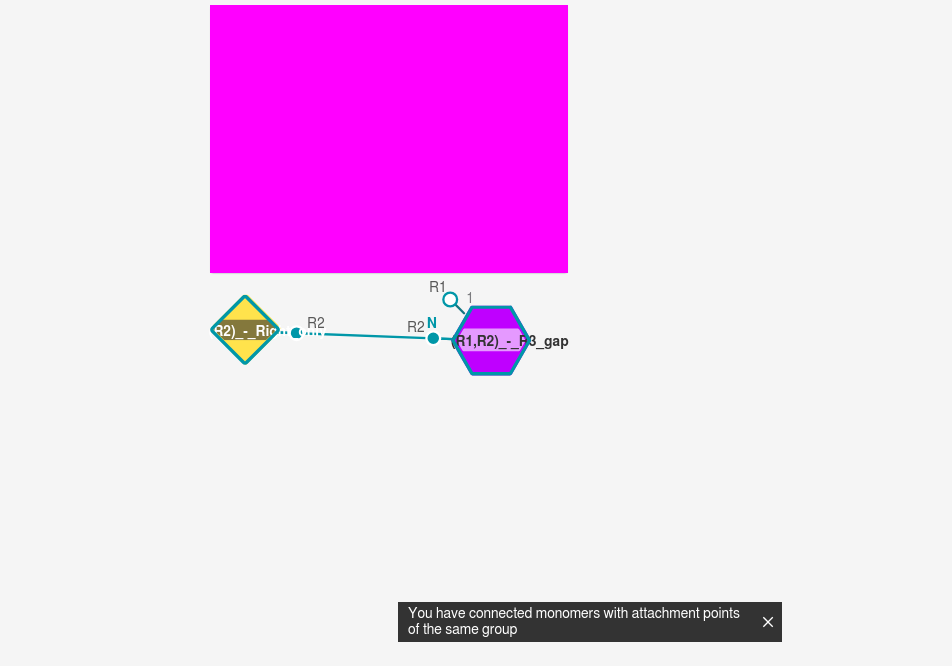 R1
1
R2)_-_Ric
R2
R2
N
(R1,R2)_-_R3_gap
You have connected monomers with attachment points
of the same group